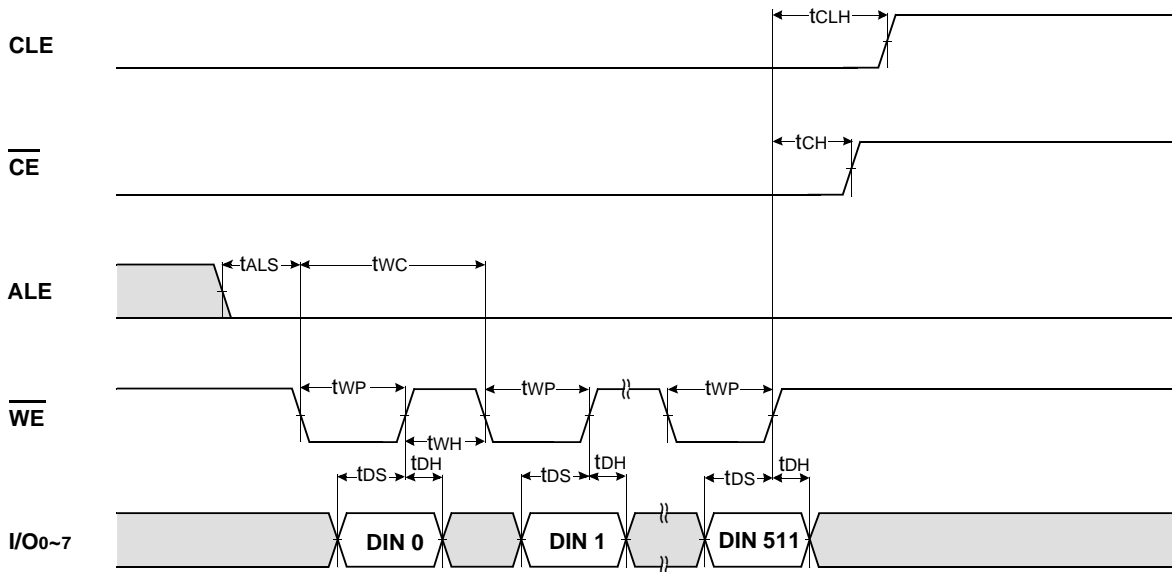 tCLH
CLE
tCH
CE
tALS
tWC
ALE
tWP
tWP
tWP
WE
tWH
tDH
tDH
tDH
tDS
tDS
tDS
I/O0~7
DIN 0
DIN 1
DIN 511